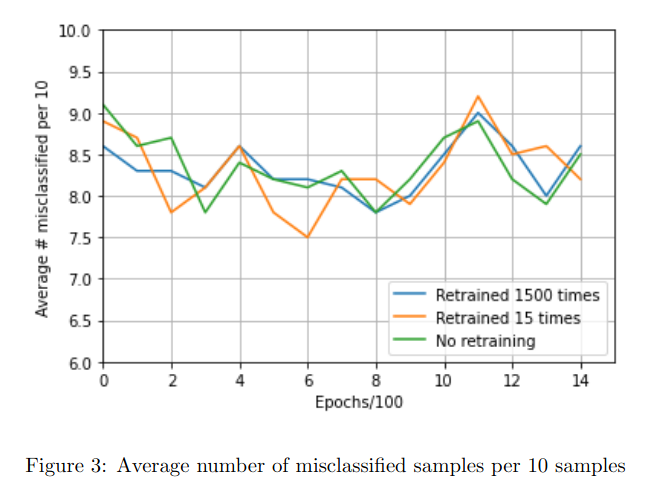 10.0
9.5
9.0
8.5
8.0
7.5
7.0
6.5
6.0
Average # misclassified per 10
Retrained 1500 times
Retrained 15 times
No retraining
0 2 4 6 8 10 12 14
Epochs/100
Figure 3: Average number of misclassified samples per 10 samples